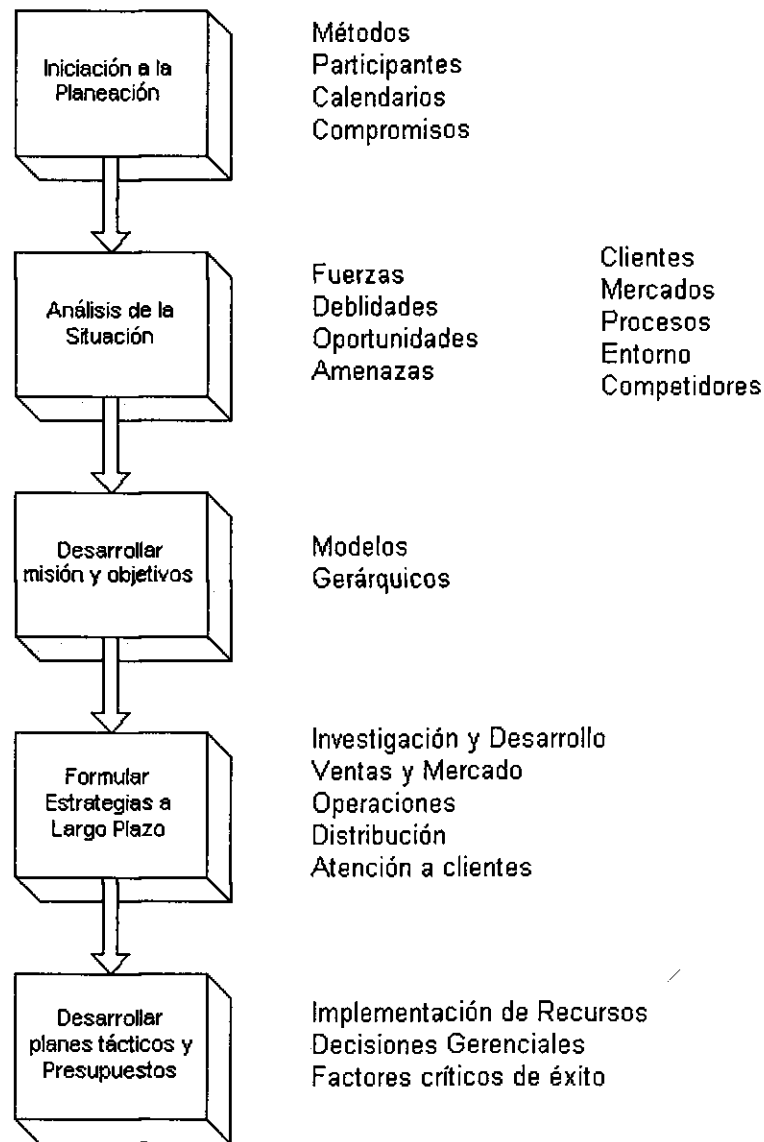 Iniciación a la
Planeación
Métodos
Participantes
Calendarios
Compromisos
Análisis de la
Situación
Fuerzas
Deblidades
Oportunidades
Amenazas
Clientes
Mercados
Procesos
Entorno
Competidores
Desarrollar
misión y objetivos
Modelos
Gerárquicos
Formular
Estrategias a
Largo Plazo
Investigación y Desarrollo
Ventas y Mercado
Operaciones
Distribución
Atención a clientes
Desarrollar
planes tácticos y
Presupuestos
Implementación de Recursos
Decisiones Gerenciales
Factores críticos de éxito